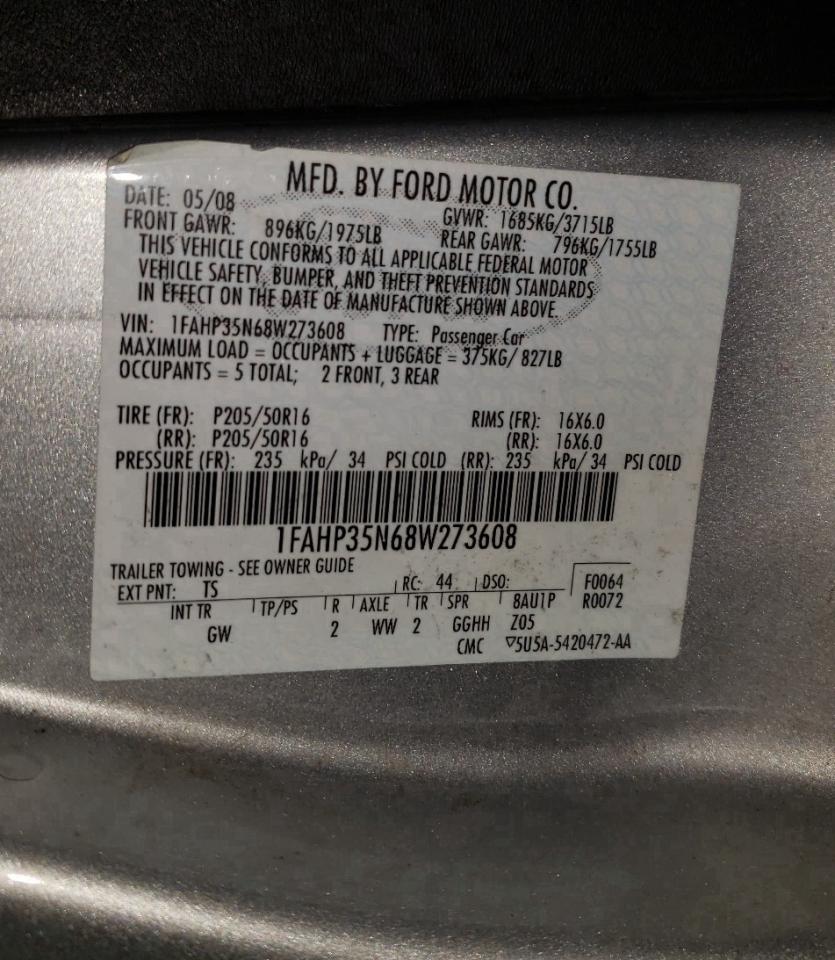 MFD. BY FORD MOTOR CO.
DATE: 05/08 GVWR: 1685KG/3715LB
FRONT GAWR: 896KG/1975LB REAR GAWR: 796KG/1755LB
THIS VEHICLE CONFORMS TO ALL APPLICABLE FEDERAL MOTOR
VEHICLE SAFETY, BUMPER, AND THEFT PREVENTION STANDARDS
IN EFFECT ON THE DATE OF MANUFACTURE SHOWN ABOVE.
VIN: 1FAHP35N68W273608 TYPE: Passenger Car
MAXIMUM LOAD = OCCUPANTS + LUGGAGE = 375KG/ 827LB
OCCUPANTS = 5 TOTAL; 2 FRONT, 3 REAR
TIRE (FR): P205/50R16 RIMS (FR): 16X6.0
(RR): P205/50R16 (RR): 16X6.0
PRESSURE (FR): 235 kPa/ 34 PSI COLD (RR): 235 kPa/ 34 PSI COLD
1FAHP35N68W273608
TRAILER TOWING - SEE OWNER GUIDE
EXT PNT: TS RC: 44 DSO: F0064
INT TR TP/PS R AXLE TR SPR 8AU1P R0072
GW 2 WW 2 GGHH Z05
CMC ▽5U5A-5420472-AA